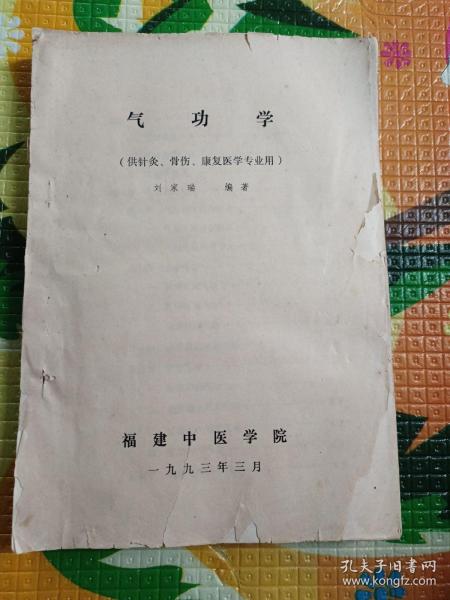 气功学
(供针灸、骨伤、康复医学专业用)
刘家瑞 编著
福建中医学院
一九九三年三月
孔夫子旧书网
www.kongfz.com